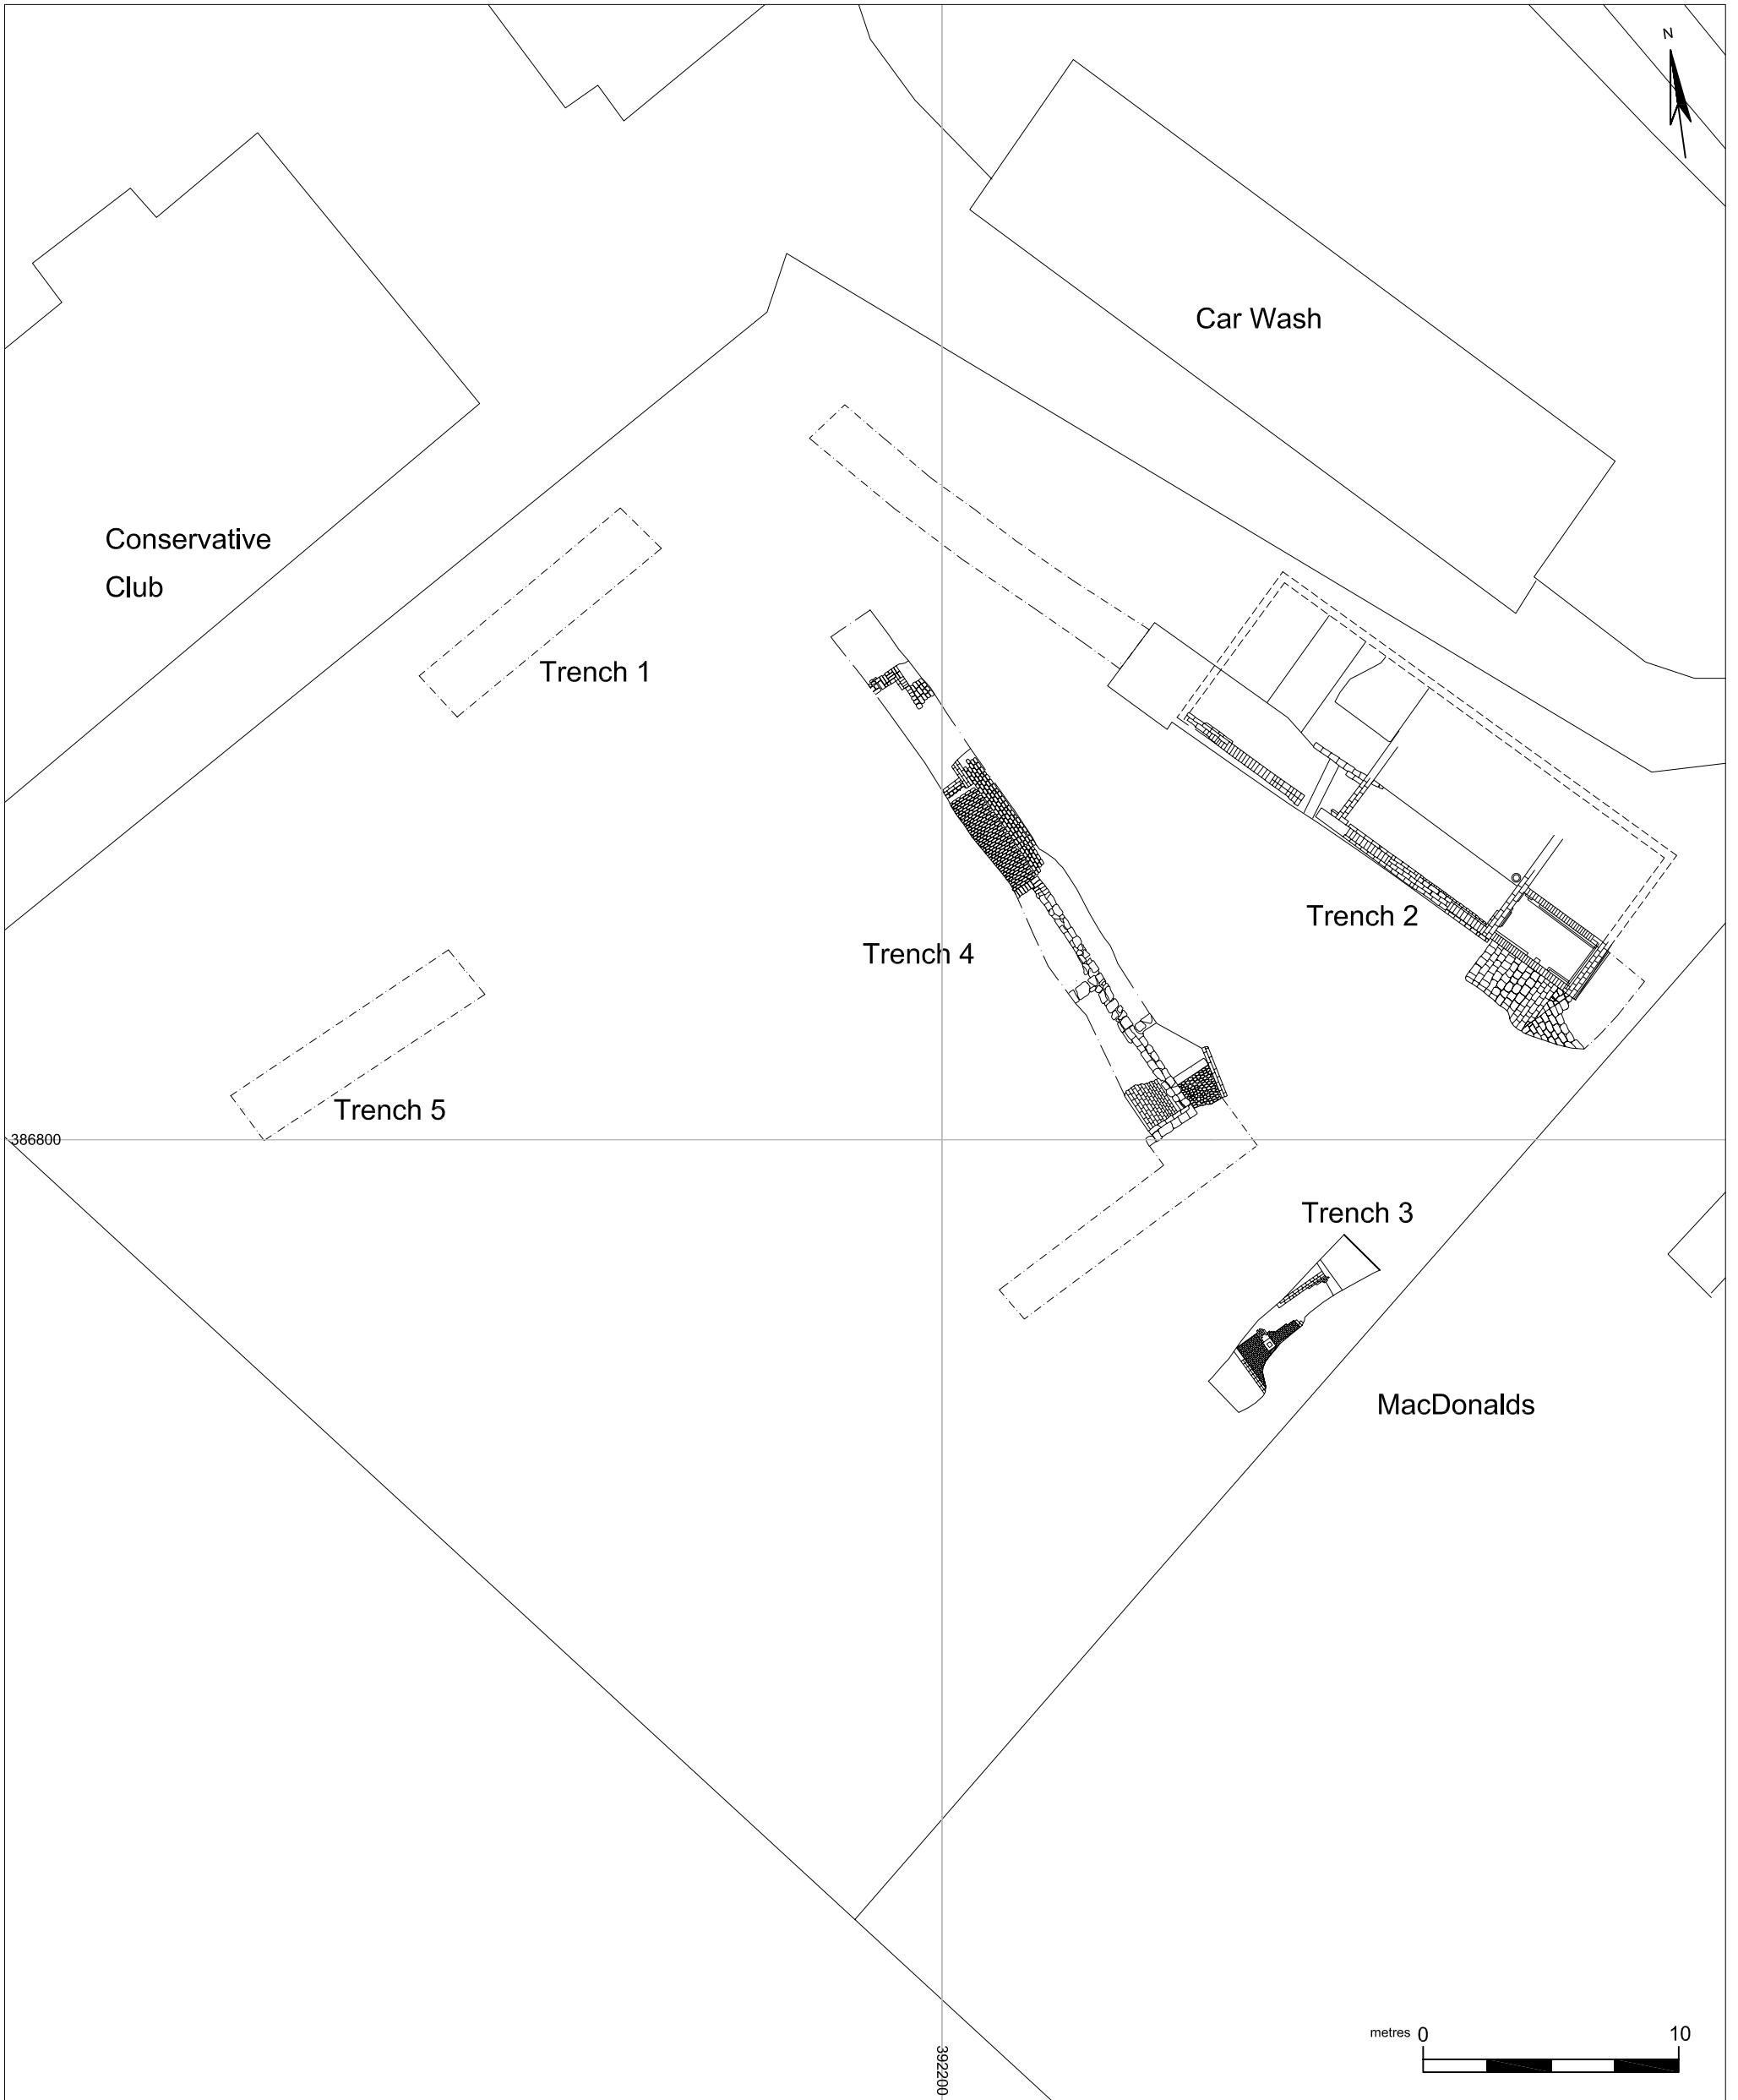 N
Car Wash
Conservative
Club
Trench 1
Trench 2
Trench 4
Trench 5
386800
Trench 3
MacDonalds
metres 0 10
392200